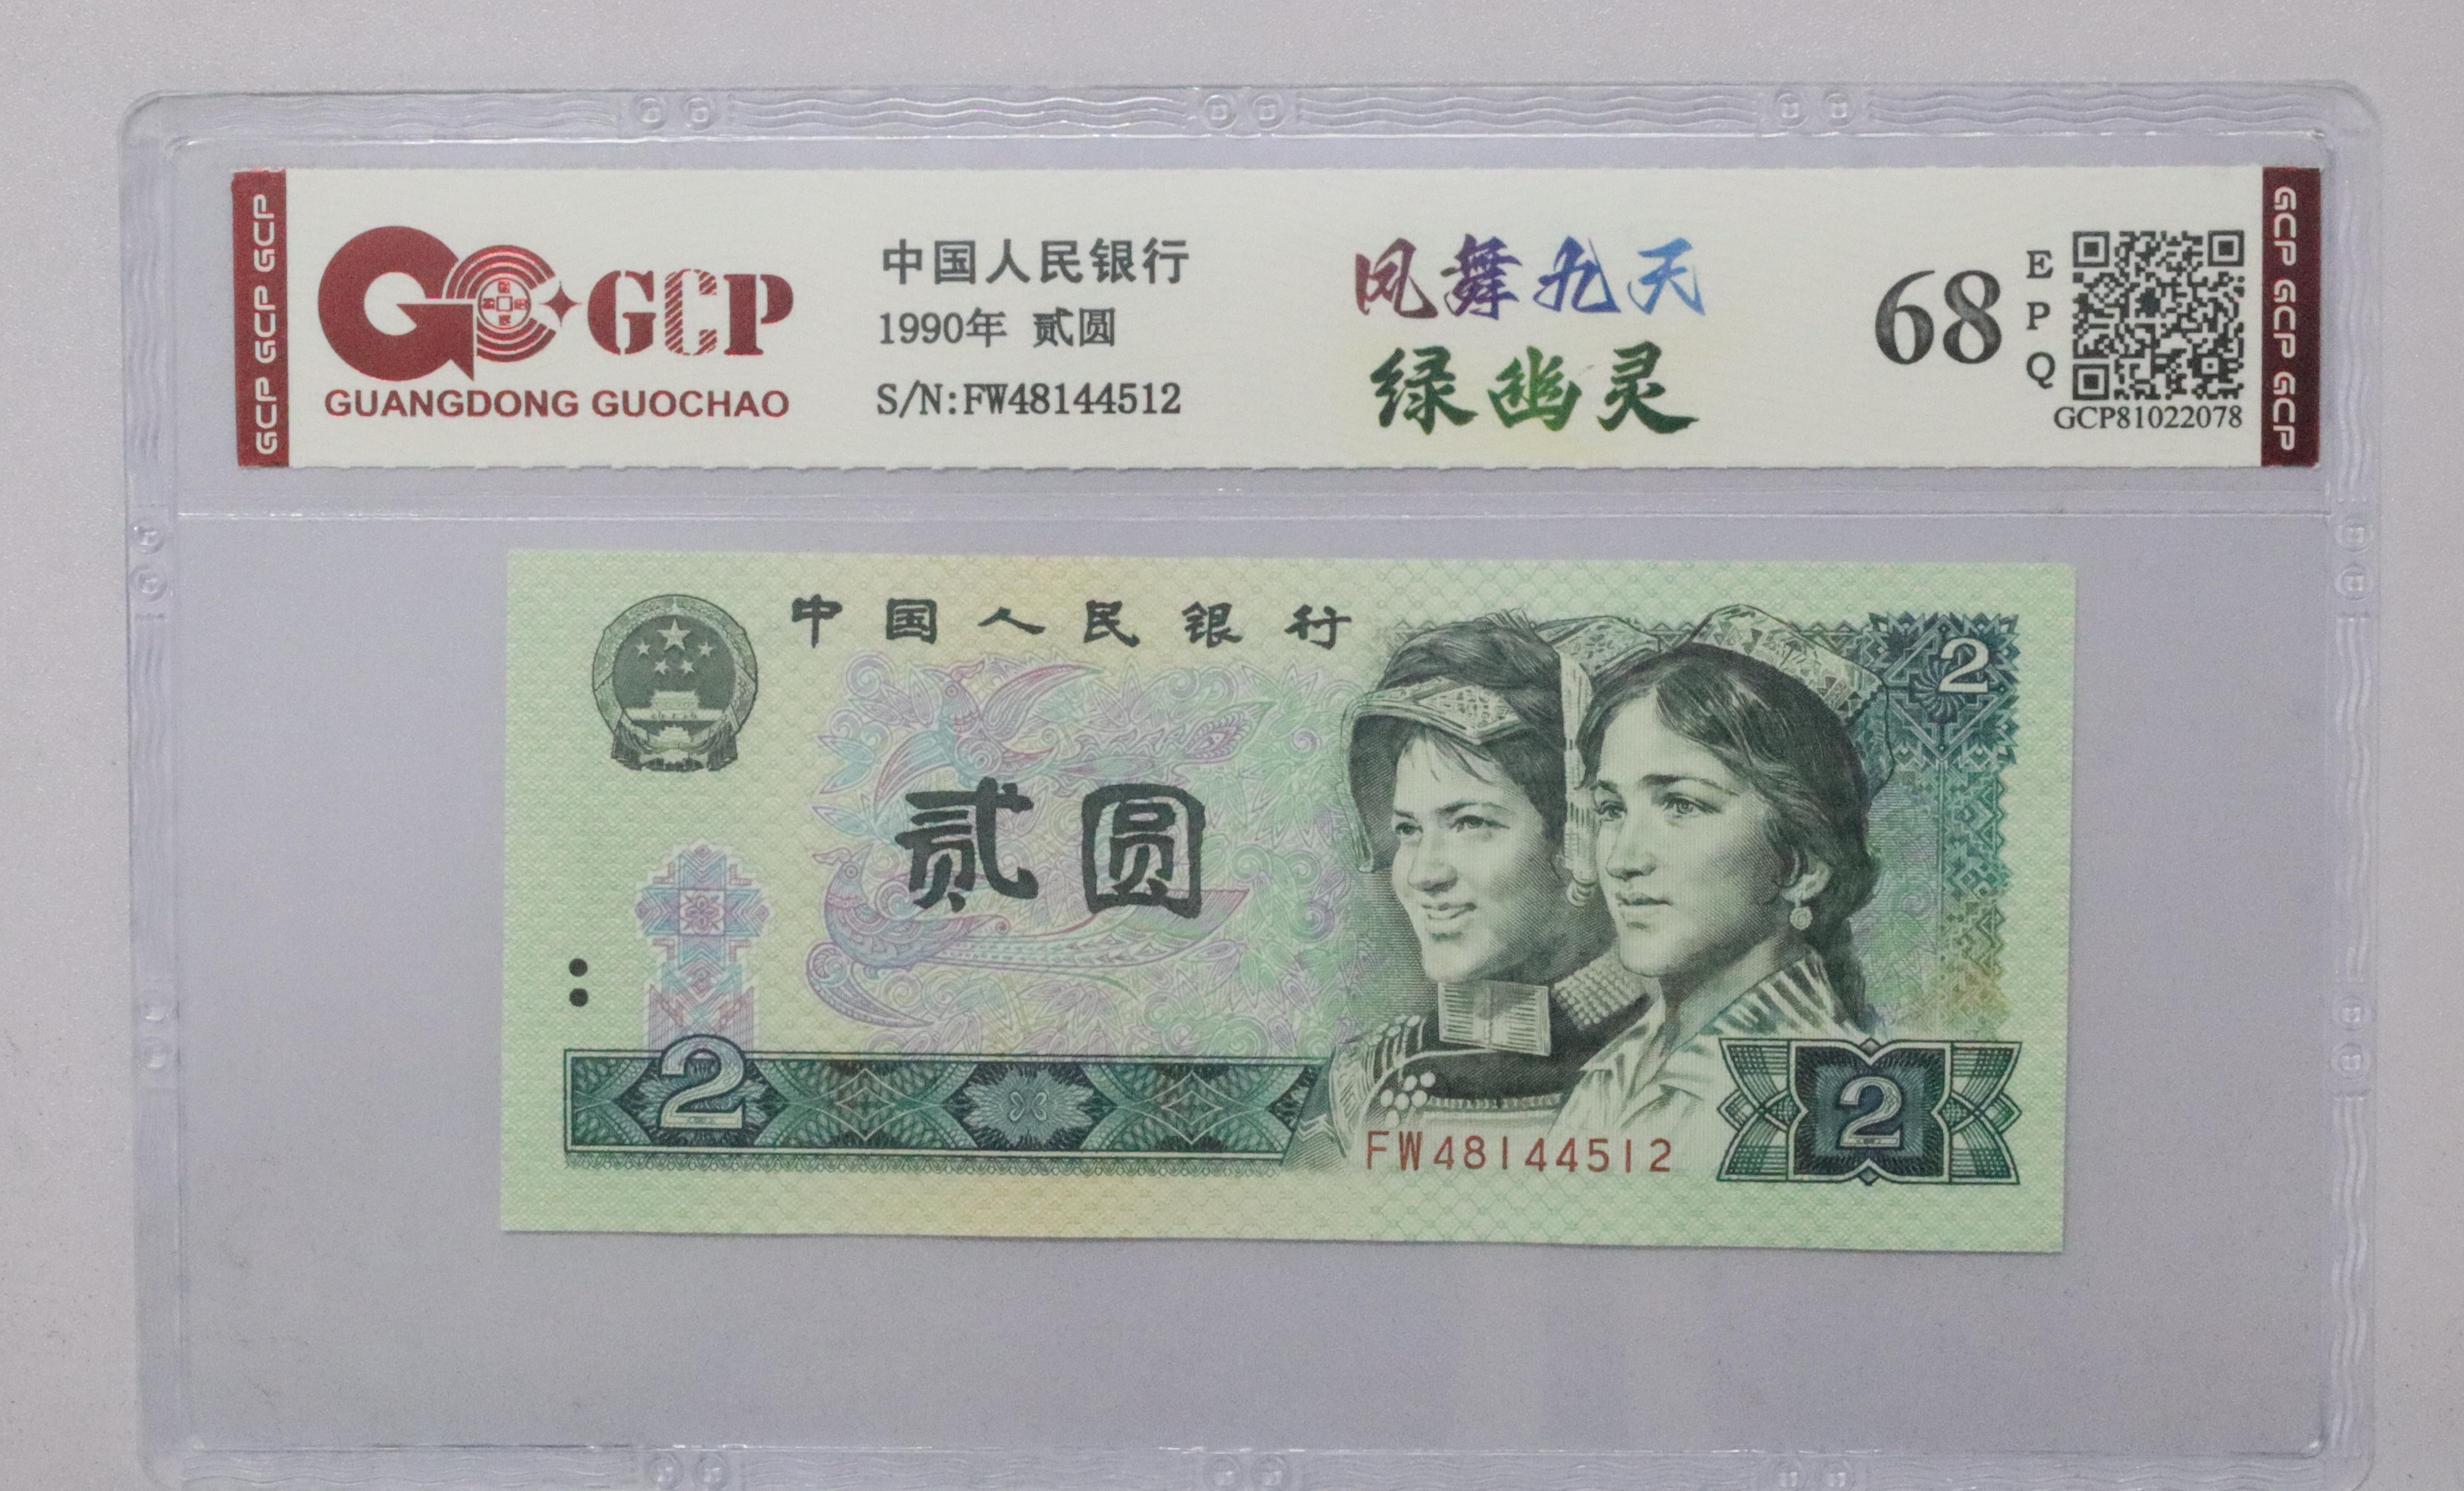 GCP GCP GCP
GCP
GUANGDONG GUOCHAO
中国人民银行
1990年 贰圆
S/N:FW48144512
凤舞九天
绿幽灵
68
EPQ
GCP81022078
GCP GCP GCP
中国人民银行
2
贰圆
2
2
FW48144512